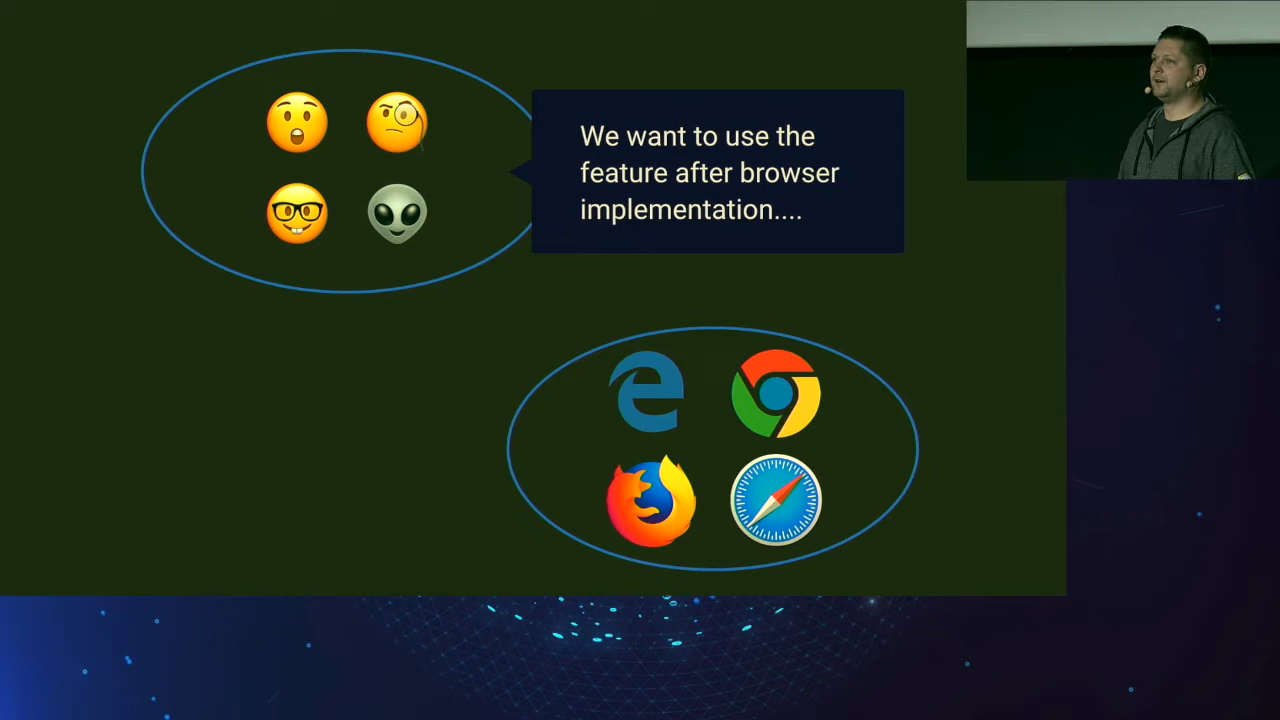 We want to use the
feature after browser
implementation....